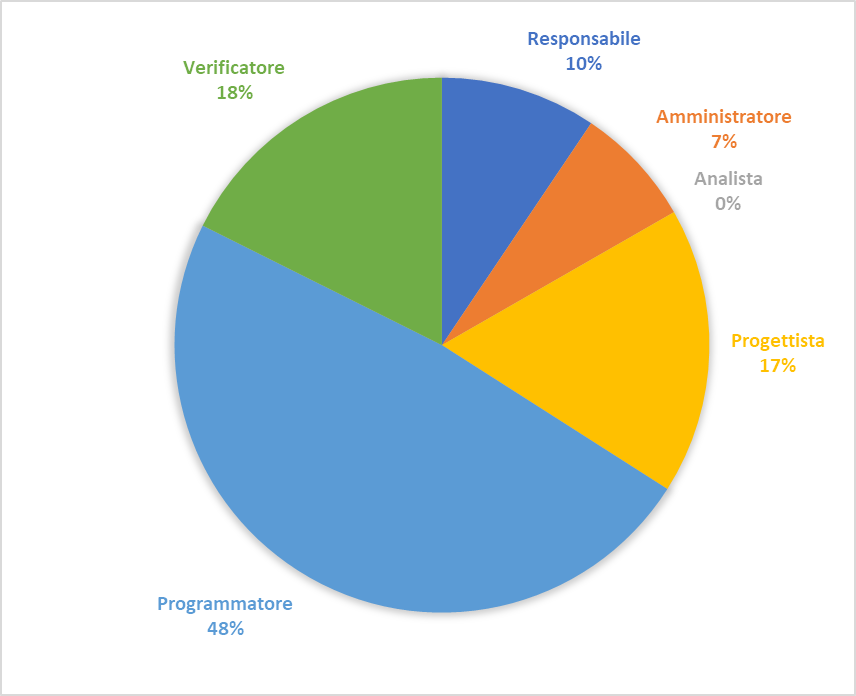 Responsabile
10%
Verificatore
18%
Amministratore
7%
Analista
0%
Progettista
17%
Programmatore
48%